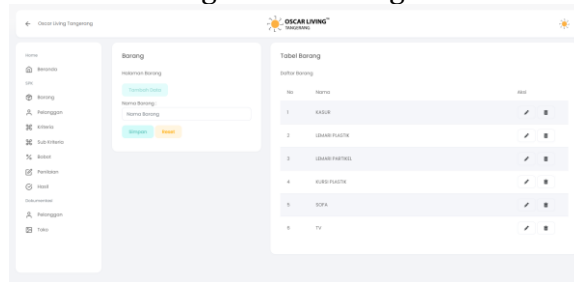 Oscar Living Tangerang
OSCAR LIVING
TANGERANG
Home
Beranda
SPK
Barang
Pelanggan
Kriteria
Sub Kriteria
Bobot
Penilaian
Hasil
Dokumentasi
Pelanggan
Toko
Barang
Halaman Barang
Tambah Data
Nama Barang :
Nama Barang
Simpan Reset
Tabel Barang
Daftar Barang
No Nama Aksi
1 KASUR
2 LEMARI PLASTIK
3 LEMARI PARTIKEL
4 KURSI PLASTIK
5 SOFA
6 TV